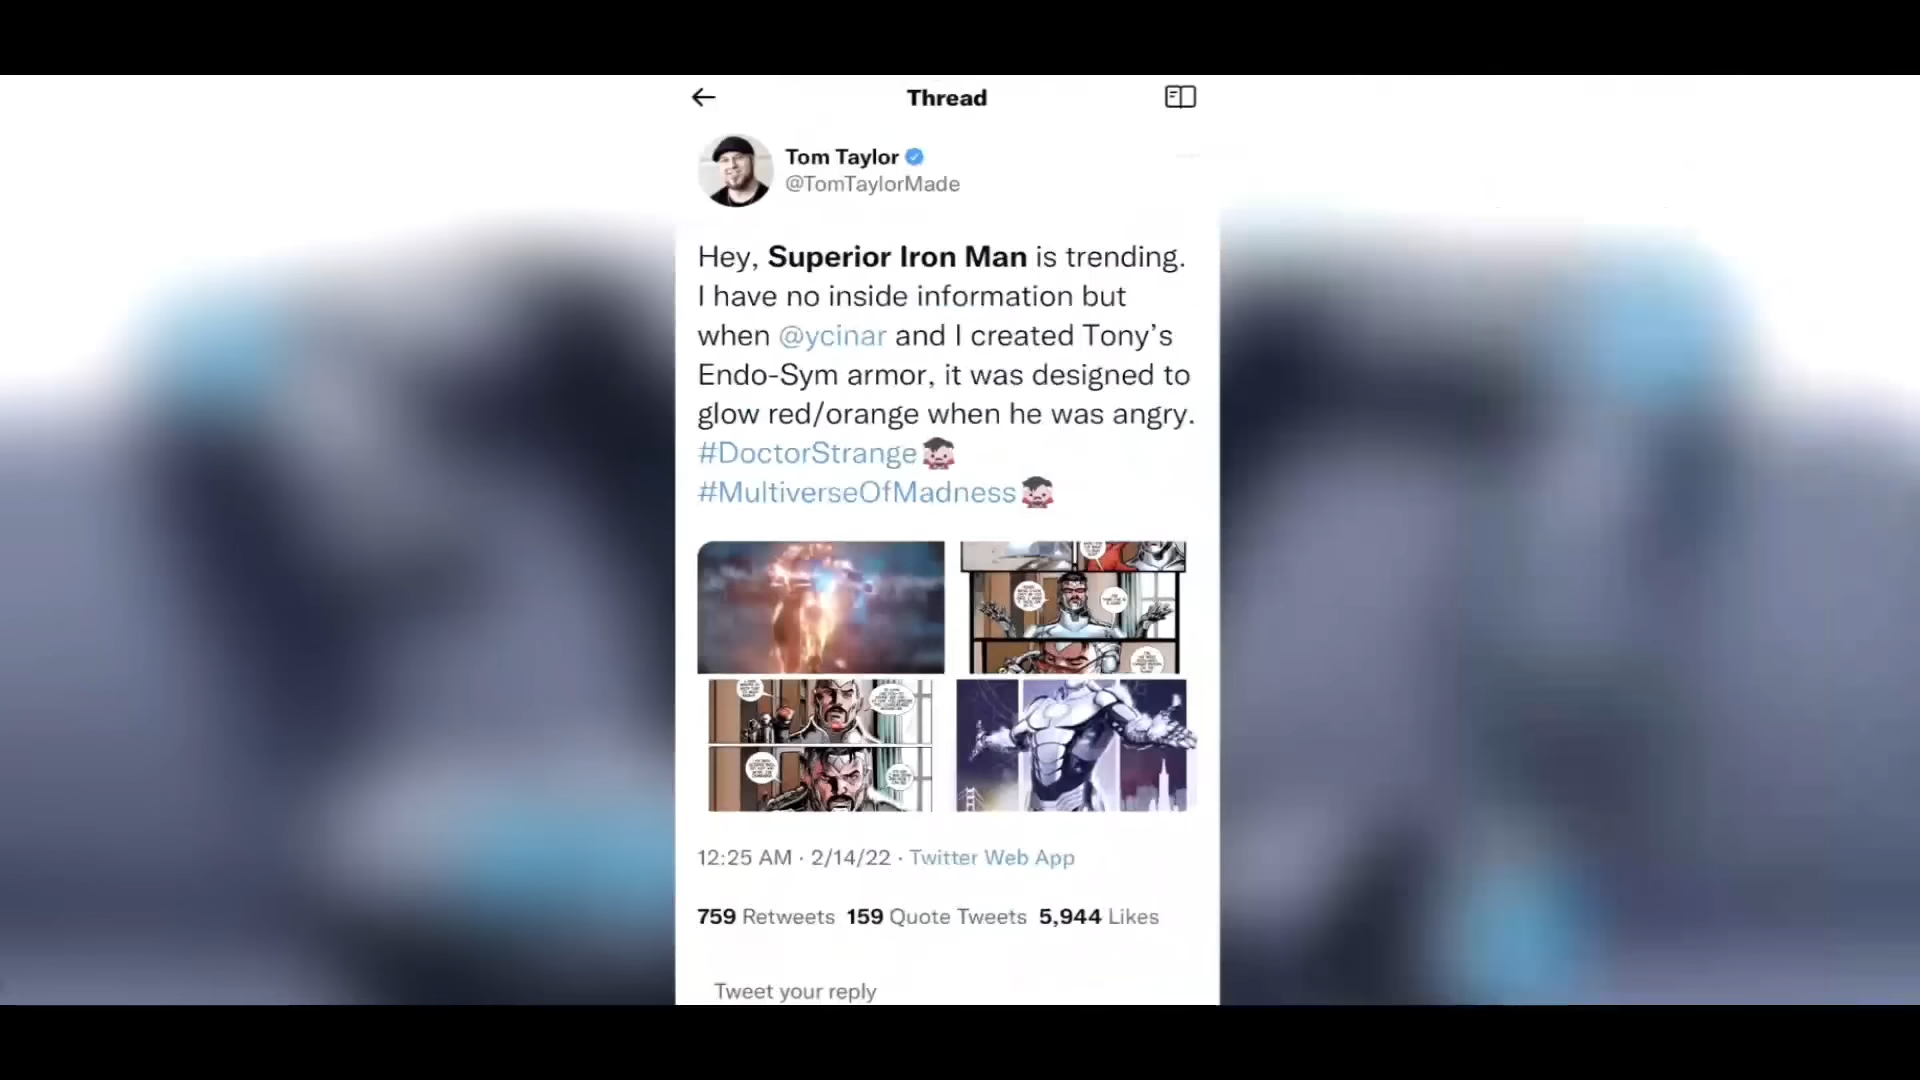 Thread
Tom Taylor
@TomTaylorMade
Hey, Superior Iron Man is trending.
I have no inside information but
when @ycinar and I created Tony’s
Endo-Sym armor, it was designed to
glow red/orange when he was angry.
#DoctorStrange
#MultiverseOfMadness
12:25 AM · 2/14/22 · Twitter Web App
759 Retweets 159 Quote Tweets 5,944 Likes
Tweet your reply